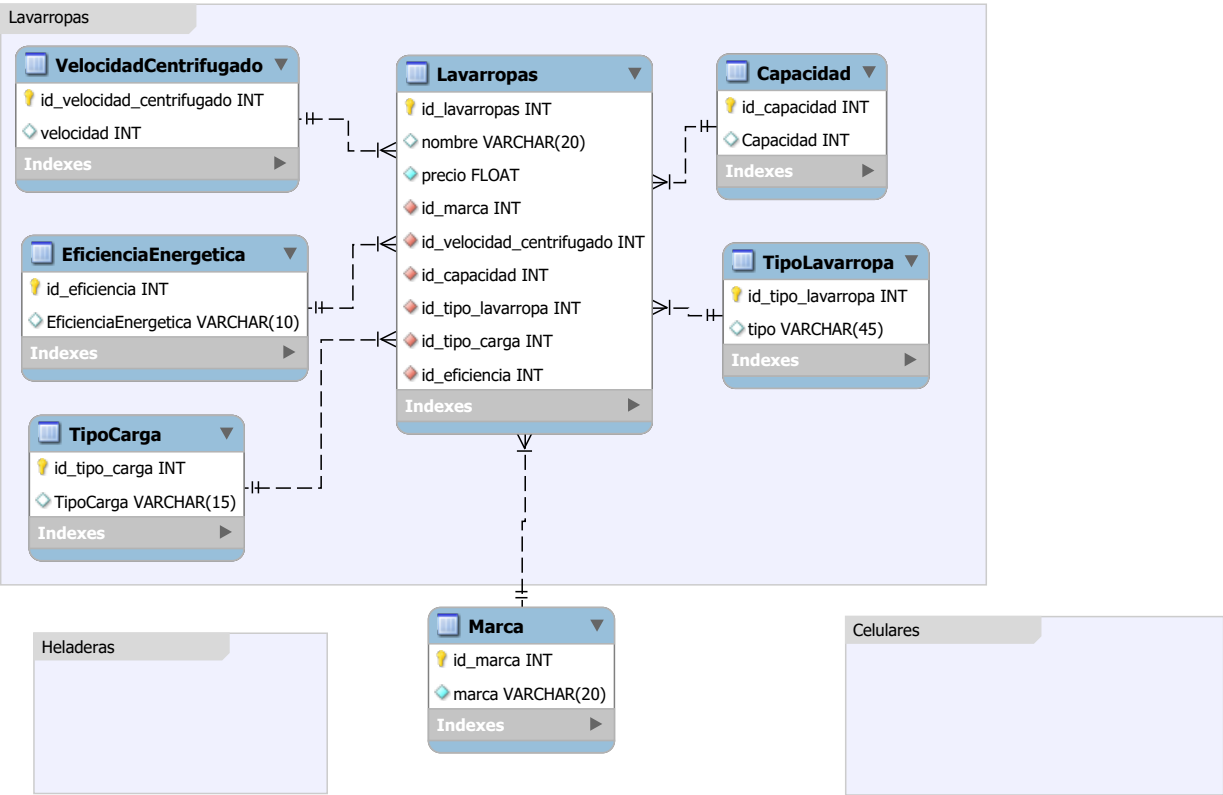 Lavarropas
VelocidadCentrifugado
id_velocidad_centrifugado INT
velocidad INT
Indexes
EficienciaEnergetica
id_eficiencia INT
EficienciaEnergetica VARCHAR(10)
Indexes
TipoCarga
id_tipo_carga INT
TipoCarga VARCHAR(15)
Indexes
Lavarropas
id_lavarropas INT
nombre VARCHAR(20)
precio FLOAT
id_marca INT
id_velocidad_centrifugado INT
id_capacidad INT
id_tipo_lavarropa INT
id_tipo_carga INT
id_eficiencia INT
Indexes
Capacidad
id_capacidad INT
Capacidad INT
Indexes
TipoLavarropa
id_tipo_lavarropa INT
tipo VARCHAR(45)
Indexes
Heladeras
Marca
id_marca INT
marca VARCHAR(20)
Indexes
Celulares